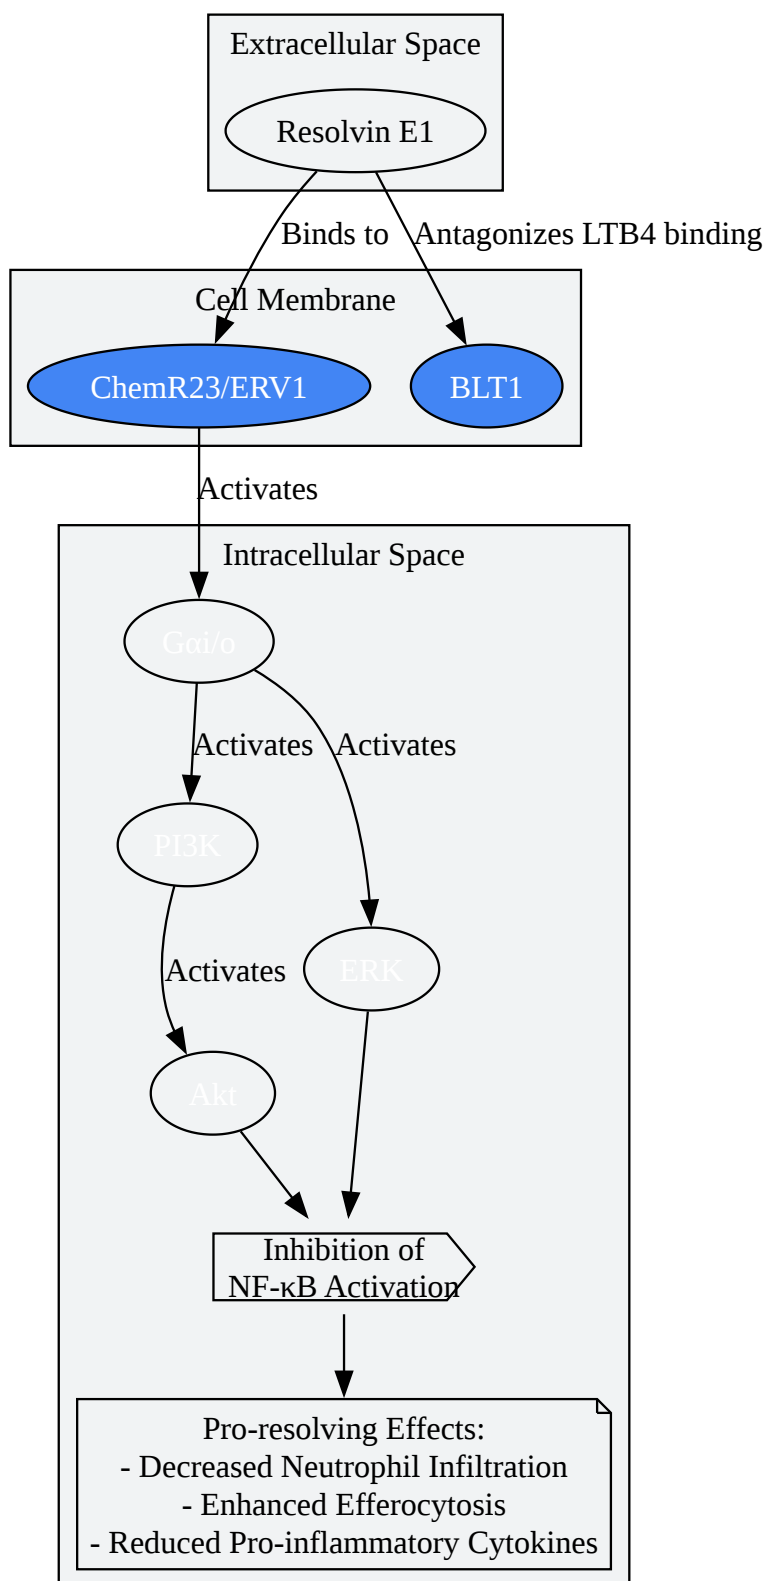 Extracellular Space
Resolvin E1
Binds to
Antagonizes LTB4 binding
Cell Membrane
ChemR23/ERV1
BLT1
Activates
Intracellular Space
Gαi/o
Activates
Activates
PI3K
Activates
ERK
Akt
Inhibition of
NF-κB Activation
Pro-resolving Effects:
- Decreased Neutrophil Infiltration
- Enhanced Efferocytosis
- Reduced Pro-inflammatory Cytokines